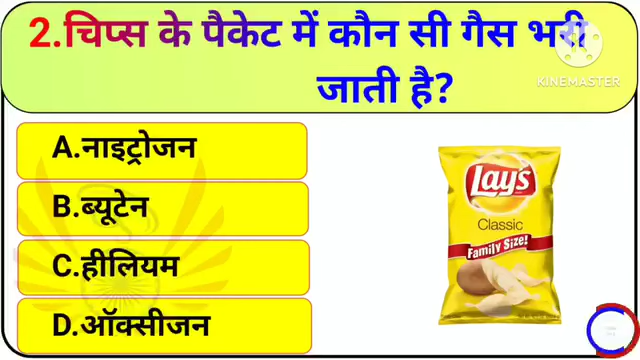 2.चिप्स के पैकेट में कौन सी गैस भरी
जाती है?
KINEMASTER
A.नाइट्रोजन
B.ब्यूटेन
C.हीलियम
D.ऑक्सीजन
Lay's
Classic
Family Size!